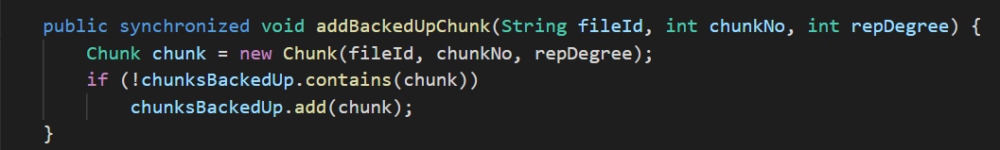 public synchronized void addBackedUpChunk(String fileId, int chunkNo, int repDegree) {
Chunk chunk = new Chunk(fileId, chunkNo, repDegree);
if (!chunksBackedUp.contains(chunk))
chunksBackedUp.add(chunk);
}